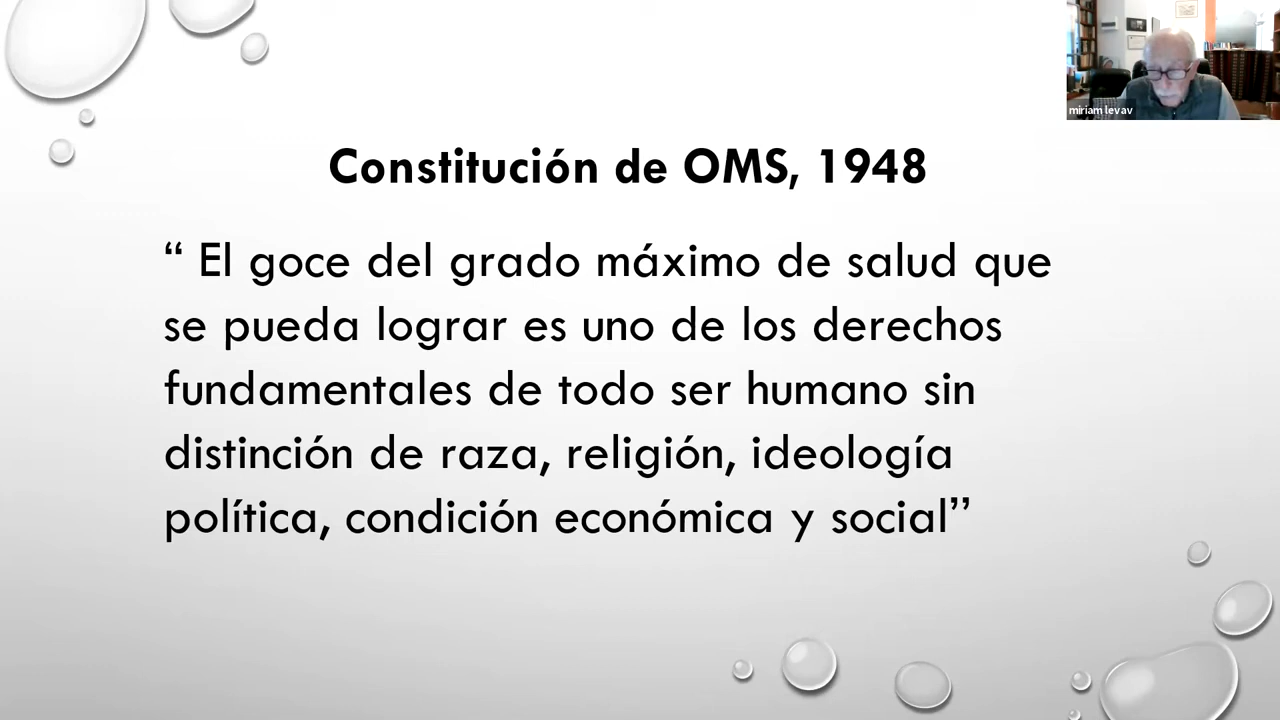 miriam levav
Constitución de OMS, 1948
“ El goce del grado máximo de salud que
se pueda lograr es uno de los derechos
fundamentales de todo ser humano sin
distinción de raza, religión, ideología
política, condición económica y social”